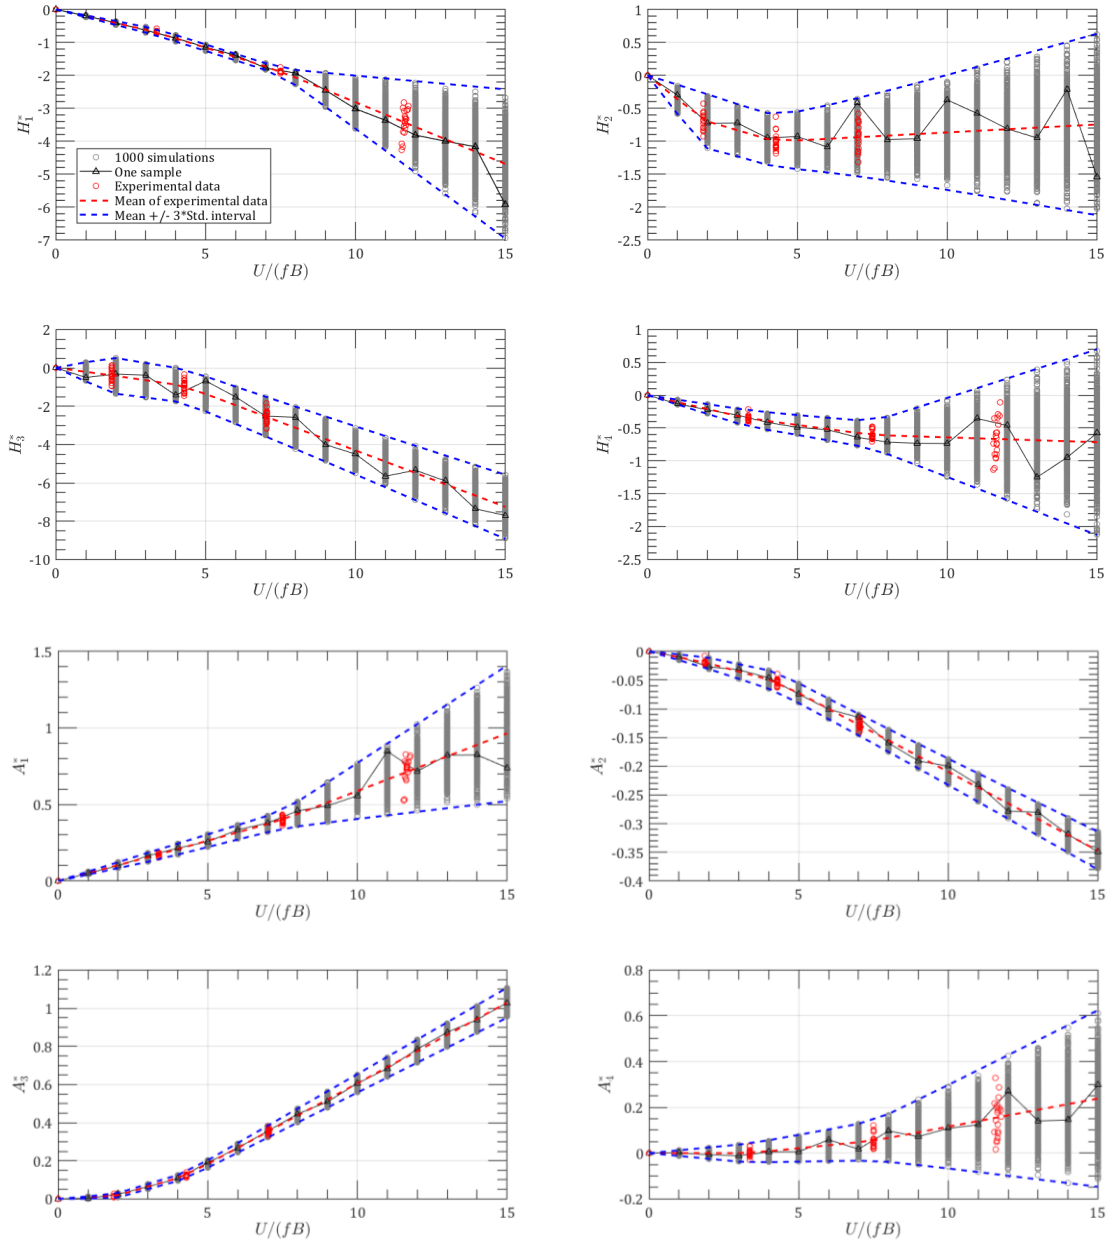 0
-1
-2
-3
-4
-5
-6
-7
H₁*
1000 simulations
One sample
Experimental data
Mean of experimental data
Mean +/- 3*Std. interval
0 5 10 15
U/(fB)
1
0.5
0
-0.5
-1
-1.5
-2
-2.5
H₂*
0 5 10 15
U/(fB)
2
0
-2
-4
-6
-8
-10
H₃*
0 5 10 15
U/(fB)
1
0.5
0
-0.5
-1
-1.5
-2
-2.5
H₄*
0 5 10 15
U/(fB)
1.5
1
0.5
0
A₁*
0 5 10 15
U/(fB)
0
-0.05
-0.1
-0.15
-0.2
-0.25
-0.3
-0.35
-0.4
A₂*
0 5 10 15
U/(fB)
1.2
1
0.8
0.6
0.4
0.2
0
A₃*
0 5 10 15
U/(fB)
0.8
0.6
0.4
0.2
0
-0.2
A₄*
0 5 10 15
U/(fB)